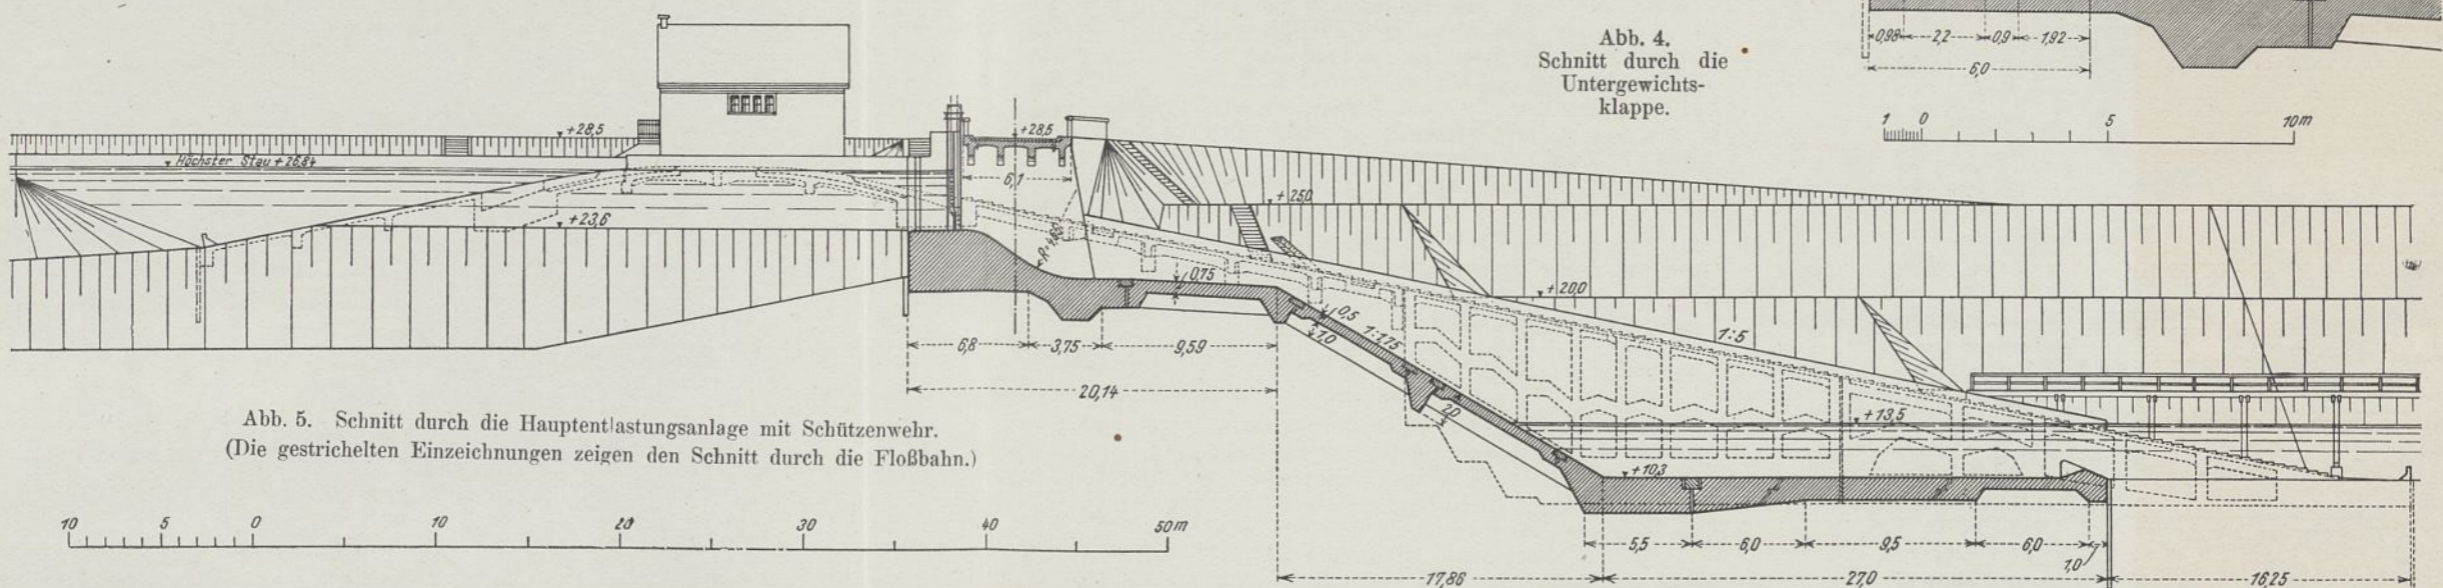 0,98 2,2 0,9 1,92
6,0
Abb. 4.
Schnitt durch die
Untergewichts-
klappe.
1 0 5 10m
+28,5
+28,5
Höchster Stau +26,84
6,1
+25,0
+23,6
0,75
+20,0
0,5
1,0
1:1,75
1:5
6,8 3,75 9,59
20,14
2,0
+13,5
Abb. 5. Schnitt durch die Hauptentlastungsanlage mit Schützenwehr.
(Die gestrichelten Einzeichnungen zeigen den Schnitt durch die Floßbahn.)
+10,3
10 5 0 10 20 30 40 50m
5,5 6,0 9,5 6,0
1,0
17,86 27,0 16,25